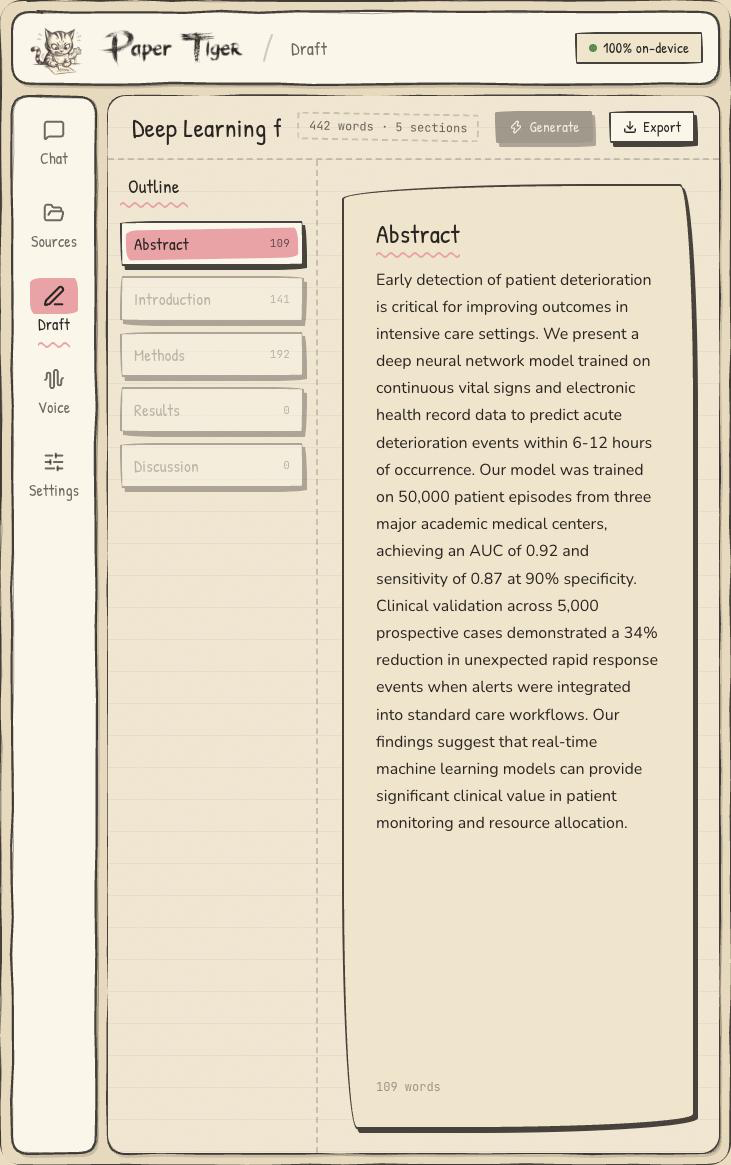 Paper Tiger / Draft
100% on-device
Chat
Sources
Draft
Voice
Settings
Deep Learning f
442 words · 5 sections
Generate
Export
Outline
Abstract 109
Introduction 141
Methods 192
Results 0
Discussion 0
Abstract
Early detection of patient deterioration
is critical for improving outcomes in
intensive care settings. We present a
deep neural network model trained on
continuous vital signs and electronic
health record data to predict acute
deterioration events within 6-12 hours
of occurrence. Our model was trained
on 50,000 patient episodes from three
major academic medical centers,
achieving an AUC of 0.92 and
sensitivity of 0.87 at 90% specificity.
Clinical validation across 5,000
prospective cases demonstrated a 34%
reduction in unexpected rapid response
events when alerts were integrated
into standard care workflows. Our
findings suggest that real-time
machine learning models can provide
significant clinical value in patient
monitoring and resource allocation.
109 words